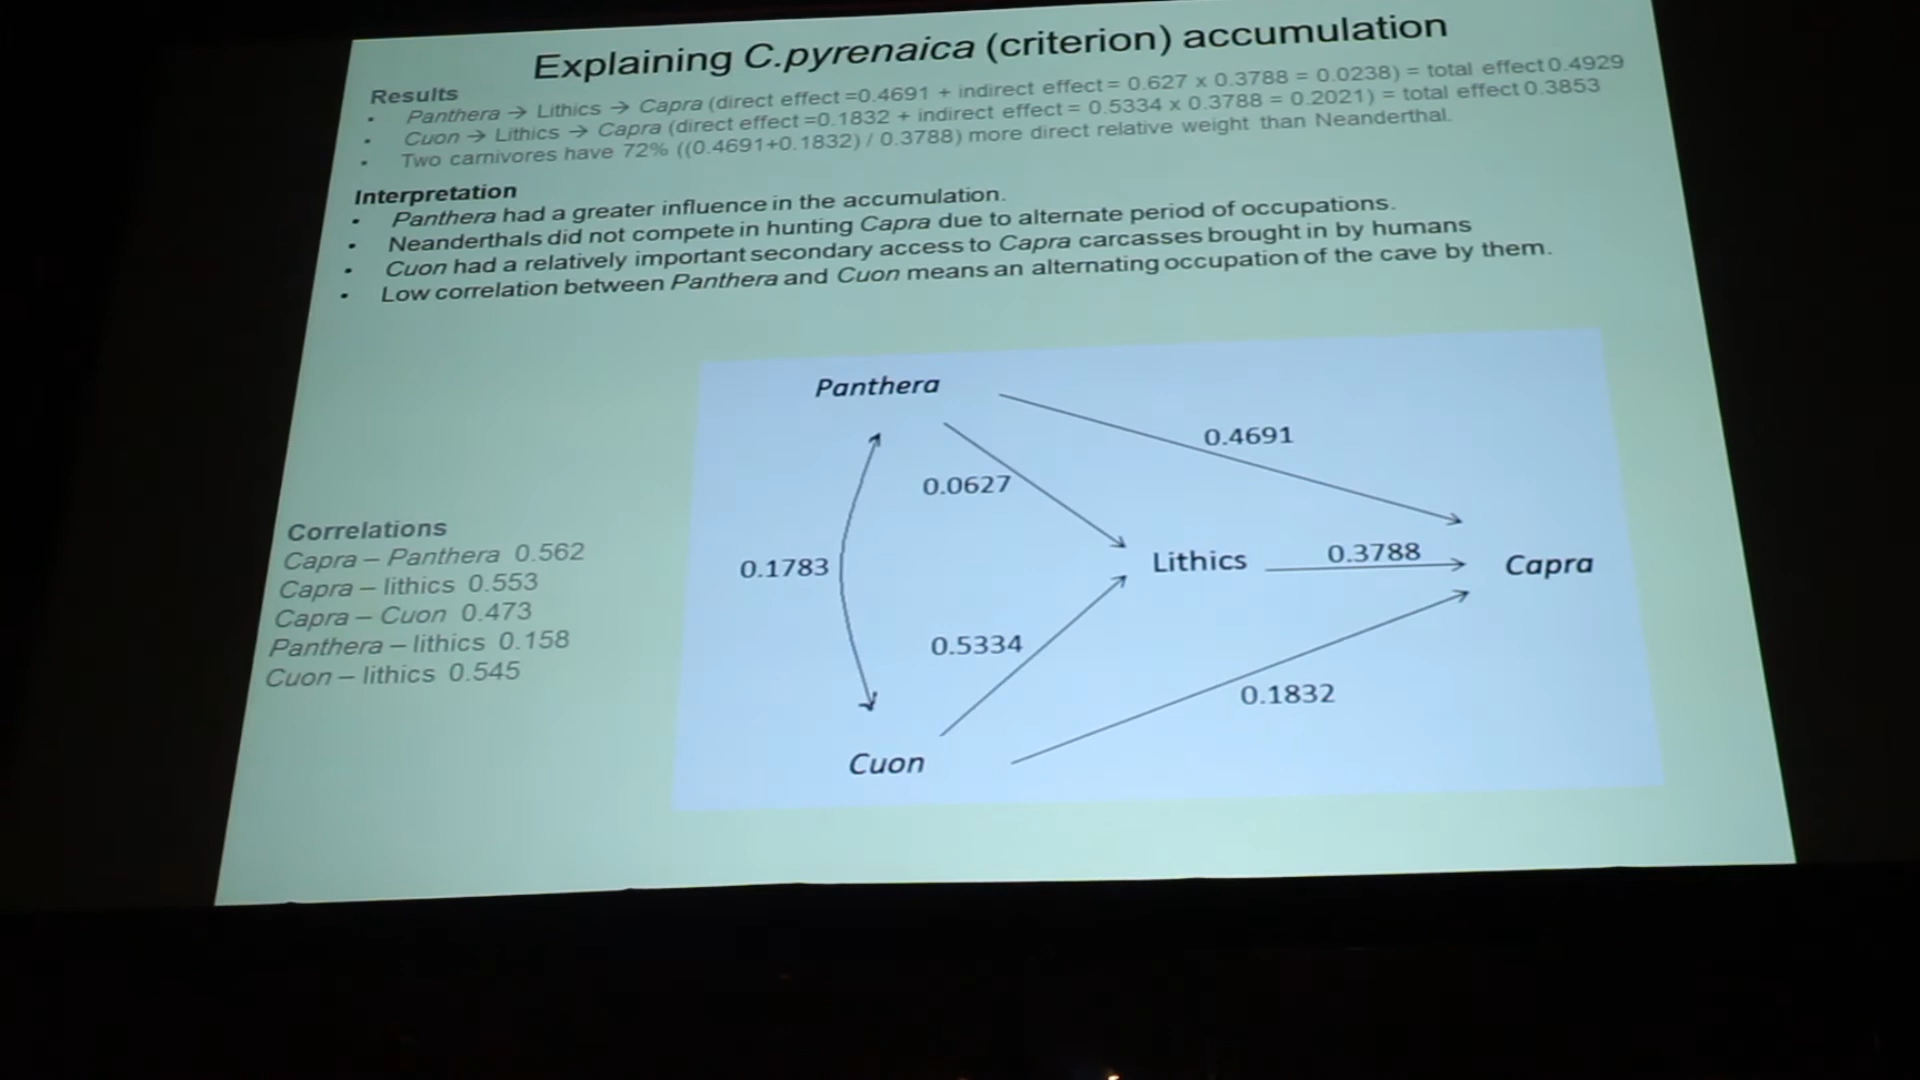 Explaining C.pyrenaica (criterion) accumulation
Results
• Panthera → Lithics → Capra (direct effect =0.4691 + indirect effect = 0.627 x 0.3788 = 0.0238) = total effect 0.4929
• Cuon → Lithics → Capra (direct effect =0.1832 + indirect effect = 0.5334 x 0.3788 = 0.2021) = total effect 0.3853
• Two carnivores have 72% ((0.4691+0.1832) / 0.3788) more direct relative weight than Neanderthal.
Interpretation
• Panthera had a greater influence in the accumulation.
• Neanderthals did not compete in hunting Capra due to alternate period of occupations.
• Cuon had a relatively important secondary access to Capra carcasses brought in by humans
• Low correlation between Panthera and Cuon means an alternating occupation of the cave by them.
Correlations
Capra – Panthera 0.562
Capra – lithics 0.553
Capra – Cuon 0.473
Panthera – lithics 0.158
Cuon – lithics 0.545
Panthera
0.4691
0.0627
0.1783
Lithics
0.3788
Capra
0.5334
0.1832
Cuon